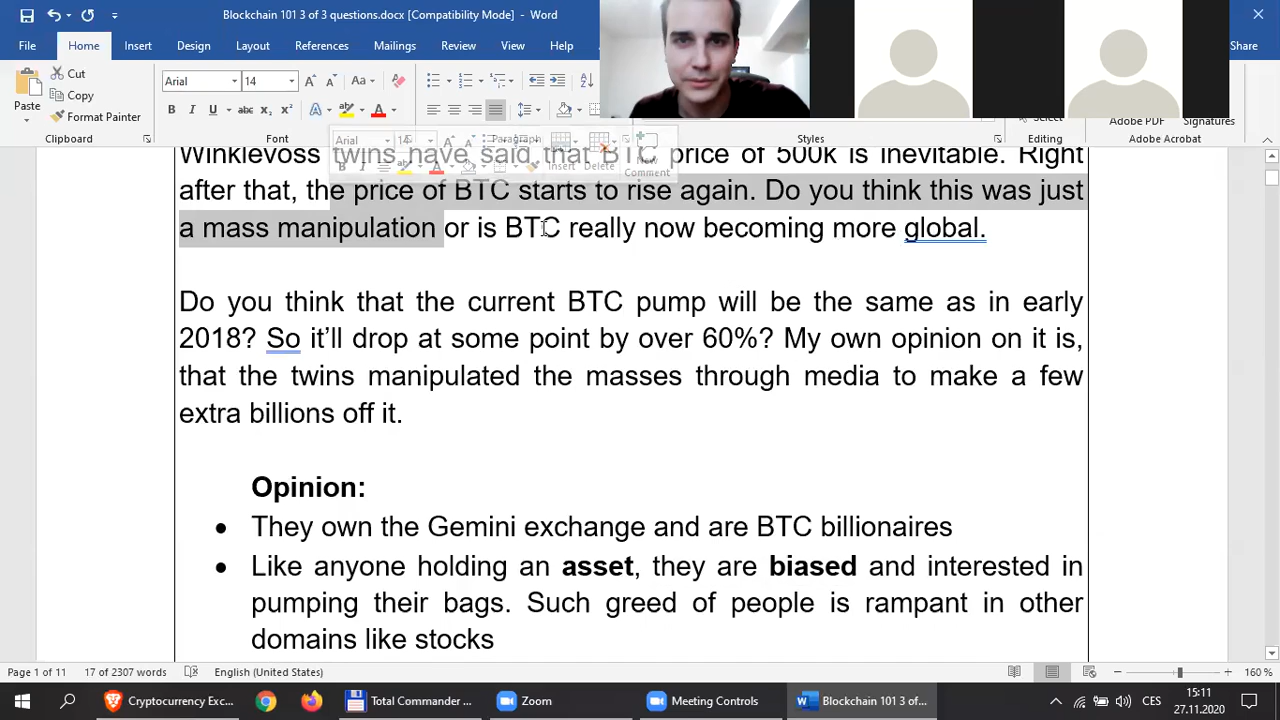 Blockchain 101 3 of 3 questions.docx [Compatibility Mode] - Word
File Home Insert Design Layout References Mailings Review View Help Share
Paste
Cut
Copy
Format Painter
Arial 14
Clipboard Font Paragraph Styles Adobe Acrobat
Adobe PDF Signatures
Arial 14
Insert Delete New Comment
Winklevoss twins have said that BTC price of 500k is inevitable. Right
after that, the price of BTC starts to rise again. Do you think this was just
a mass manipulation or is BTC really now becoming more global.
Do you think that the current BTC pump will be the same as in early
2018? So it’ll drop at some point by over 60%? My own opinion on it is,
that the twins manipulated the masses through media to make a few
extra billions off it.
Opinion:
• They own the Gemini exchange and are BTC billionaires
• Like anyone holding an asset, they are biased and interested in
pumping their bags. Such greed of people is rampant in other
domains like stocks
Page 1 of 11 17 of 2307 words English (United States) 160 %
Cryptocurrency Exc... Total Commander ... Zoom Meeting Controls Blockchain 101 3 of... CES 15:11
27.11.2020